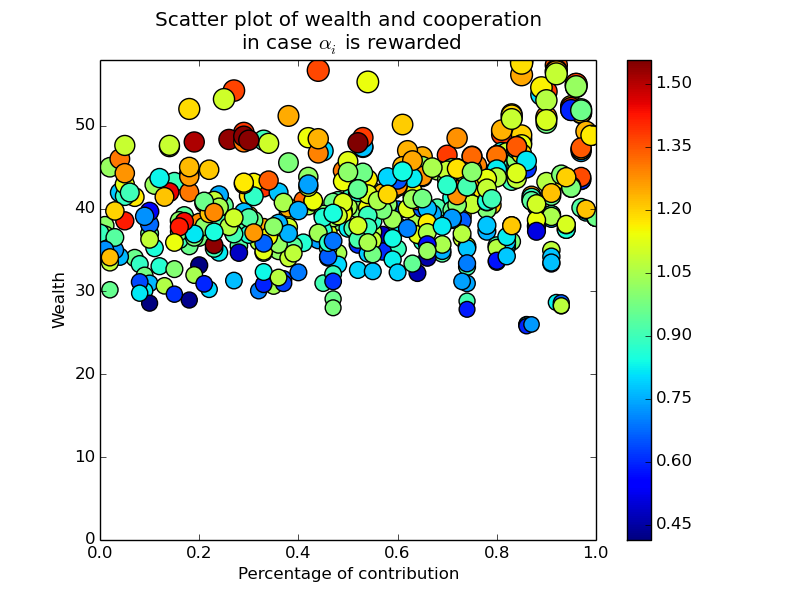 Scatter plot of wealth and cooperation
in case αᵢ is rewarded
Wealth
50
40
30
20
10
0
0.0 0.2 0.4 0.6 0.8 1.0
Percentage of contribution
1.50
1.35
1.20
1.05
0.90
0.75
0.60
0.45